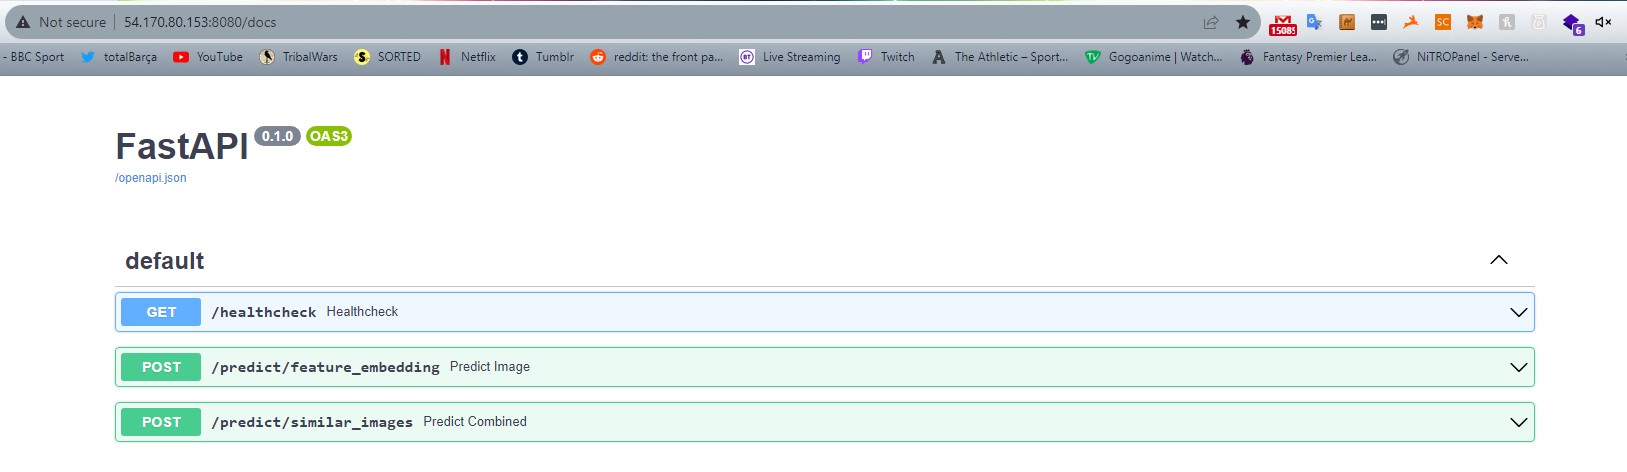 Not secure 54.170.80.153:8080/docs
15085 SC 6
- BBC Sport totalBarça YouTube TribalWars SORTED Netflix Tumblr reddit: the front pa... Live Streaming Twitch The Athletic – Sport... Gogoanime | Watch... Fantasy Premier Lea... NiTROPanel - Serve...
FastAPI 0.1.0 OAS3
/openapi.json
default
GET /healthcheck Healthcheck
POST /predict/feature_embedding Predict Image
POST /predict/similar_images Predict Combined